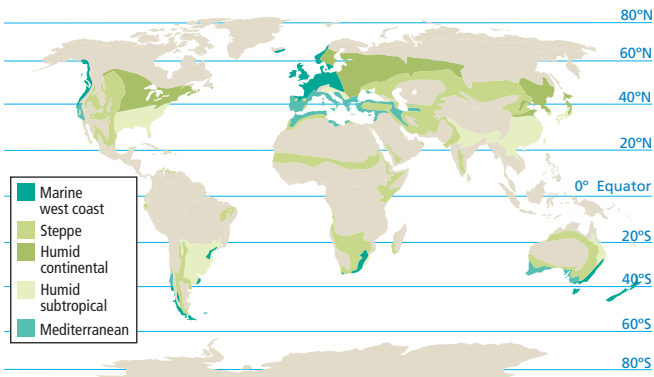 80°N
60°N
40°N
20°N
0° Equator
20°S
40°S
60°S
80°S
Marine
west coast
Steppe
Humid
continental
Humid
subtropical
Mediterranean